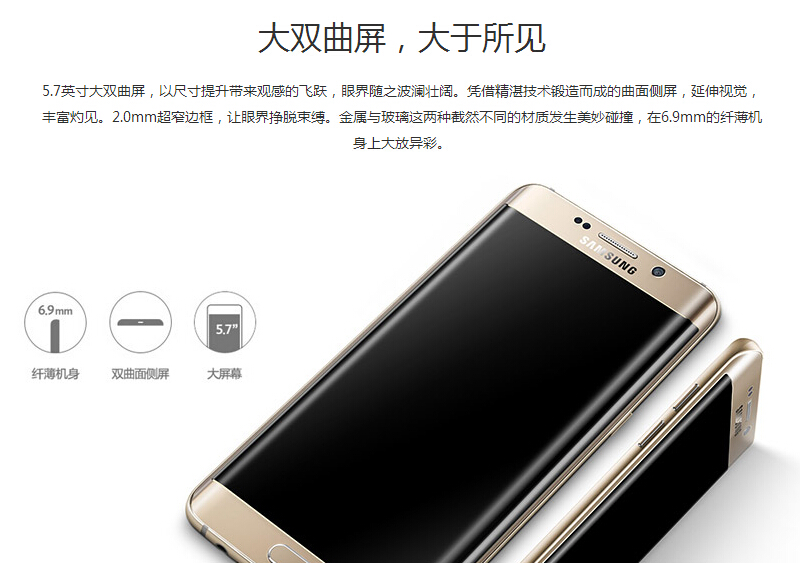 大双曲屏，大于所见
5.7英寸大双曲屏，以尺寸提升带来观感的飞跃，眼界随之波澜壮阔。凭借精湛技术锻造而成的曲面侧屏，延伸视觉，
丰富灼见。2.0mm超窄边框，让眼界挣脱束缚。金属与玻璃这两种截然不同的材质发生美妙碰撞，在6.9mm的纤薄机
身上大放异彩。
SAMSUNG
6.9mm
5.7”
纤薄机身
双曲面侧屏
大屏幕